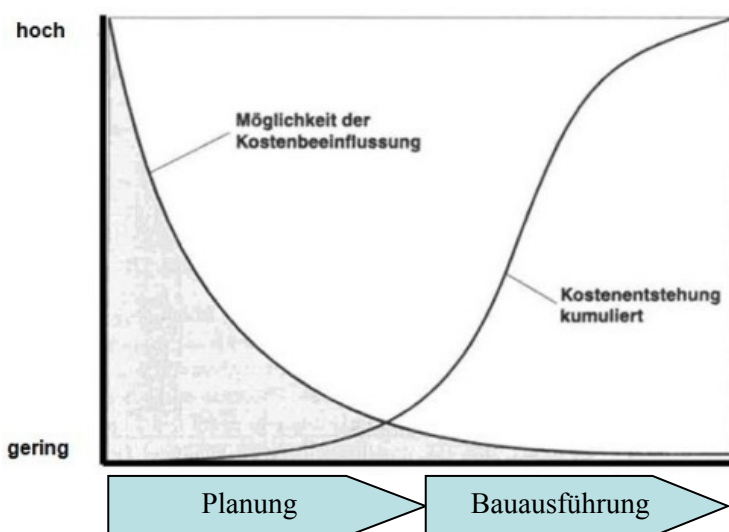 hoch
Möglichkeit der
Kostenbeeinflussung
Kostenentstehung
kumuliert
gering
Planung
Bauausführung